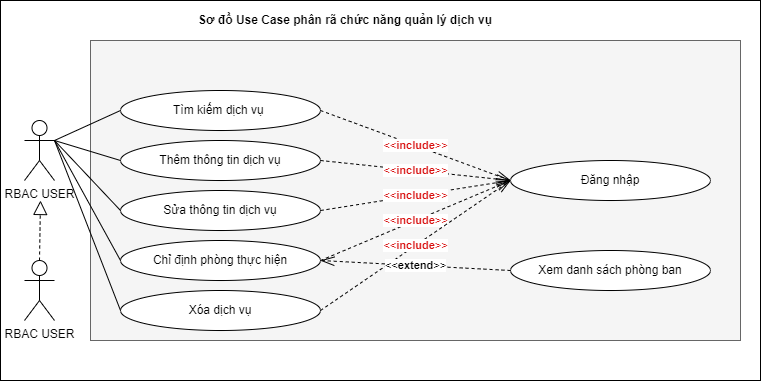 Sơ đồ Use Case phân rã chức năng quản lý dịch vụ
Tìm kiếm dịch vụ
<<include>>
Thêm thông tin dịch vụ
<<include>>
Đăng nhập
RBAC USER
<<include>>
Sửa thông tin dịch vụ
<<include>>
<<include>>
Chỉ định phòng thực hiện
<<extend>>
Xem danh sách phòng ban
Xóa dịch vụ
RBAC USER